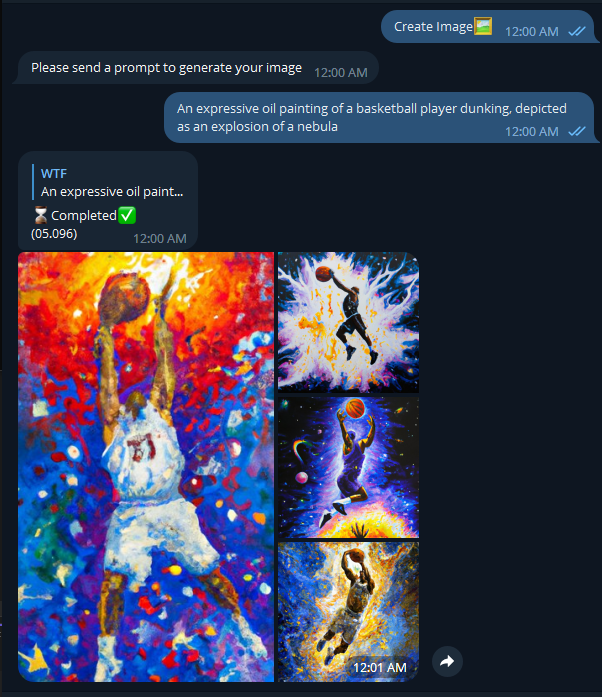 Create Image🖼️ 12:00 AM
Please send a prompt to generate your image 12:00 AM
An expressive oil painting of a basketball player dunking, depicted
as an explosion of a nebula 12:00 AM
WTF
An expressive oil paint...
⏳Completed✅
(05.096) 12:00 AM
12:01 AM